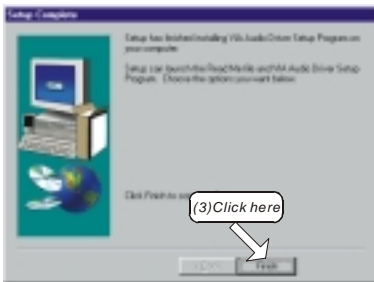 Setup Complete
Setup has finished installing VIA Audio Driver Setup Program on
your computer.
Setup can launch the Read Me file and VIA Audio Driver Setup
Program. Choose the options you want below.
Click Finish to
(3)Click here
< Back
Finish